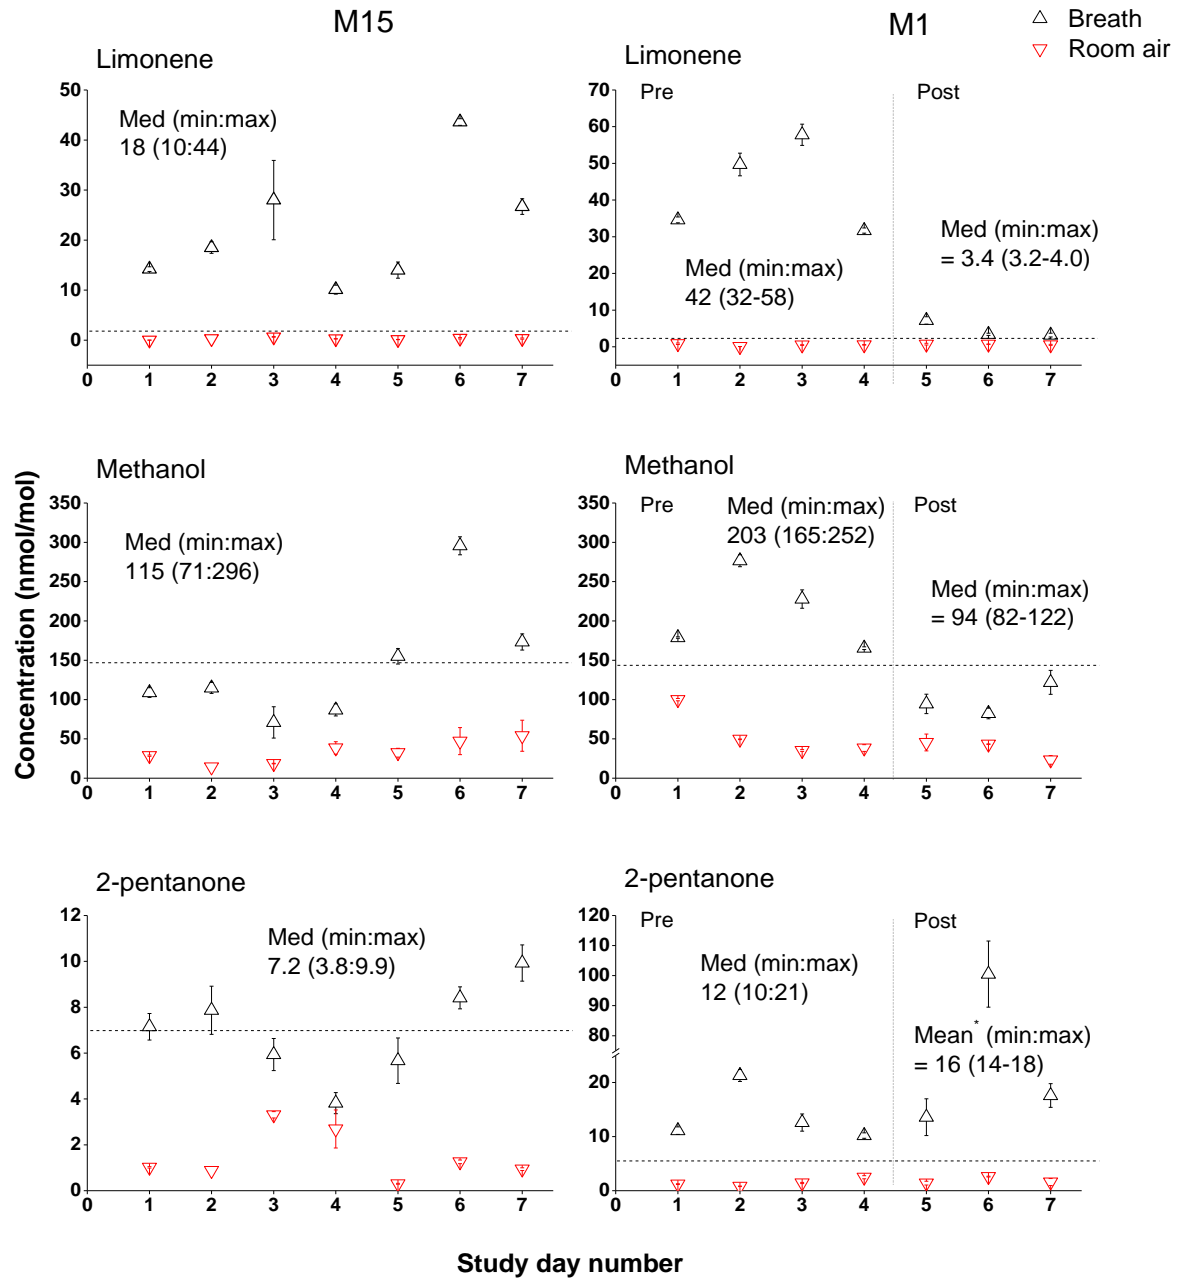 M15
M1
Breath
Room air
Limonene
50
40
30
20
10
0
Med (min:max)
18 (10:44)
0 1 2 3 4 5 6 7
Limonene
70
60
50
40
30
20
10
0
Pre
Post
Med (min:max)
42 (32-58)
Med (min:max)
= 3.4 (3.2-4.0)
0 1 2 3 4 5 6 7
Concentration (nmol/mol)
Methanol
350
300
250
200
150
100
50
0
Med (min:max)
115 (71:296)
0 1 2 3 4 5 6 7
Methanol
350
300
250
200
150
100
50
0
Pre
Med (min:max)
203 (165:252)
Post
Med (min:max)
= 94 (82-122)
0 1 2 3 4 5 6 7
2-pentanone
12
10
8
6
4
2
0
Med (min:max)
7.2 (3.8:9.9)
0 1 2 3 4 5 6 7
2-pentanone
120
110
100
90
80
20
10
0
Pre
Med (min:max)
12 (10:21)
Post
Mean* (min:max)
= 16 (14-18)
0 1 2 3 4 5 6 7
Study day number